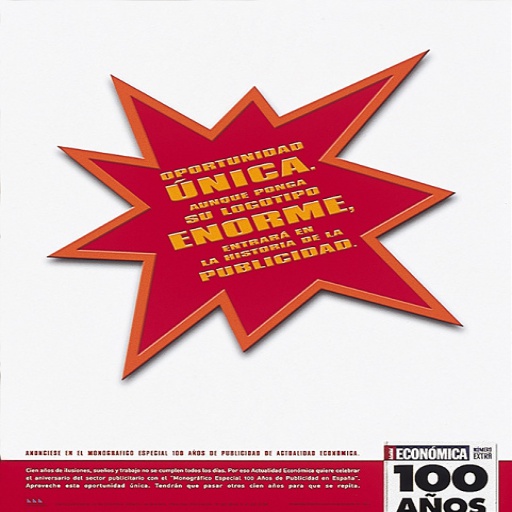 OPORTUNIDAD
ÚNICA.
AUNQUE PONGA
SU LOGOTIPO
ENORME,
ENTRARÁ EN
LA HISTORIA DE LA
PUBLICIDAD.
ANÚNCIESE EN EL MONOGRÁFICO ESPECIAL 100 AÑOS DE PUBLICIDAD DE ACTUALIDAD ECONÓMICA.
Cien años de ilusiones, sueños y trabajo no se cumplen todos los días. Por eso Actualidad Económica quiere celebrar
el aniversario del sector publicitario con el "Monográfico Especial 100 Años de Publicidad en España".
Aproveche esta oportunidad única. Tendrán que pasar otros cien años para que se repita.
ECONÓMICA
NÚMERO
EXTRA
100
AÑOS